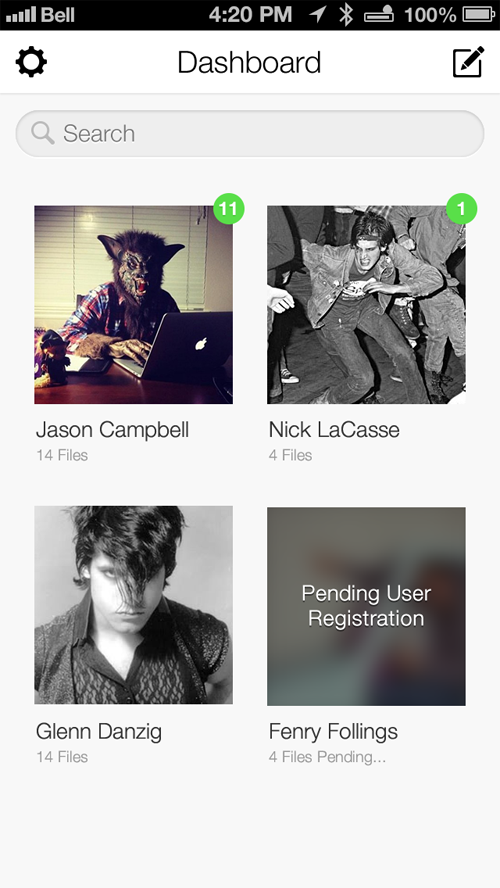 Bell 4:20 PM 100%
Dashboard
Search
11
1
Jason Campbell
14 Files
Nick LaCasse
4 Files
Pending User
Registration
Glenn Danzig
14 Files
Fenry Follings
4 Files Pending...